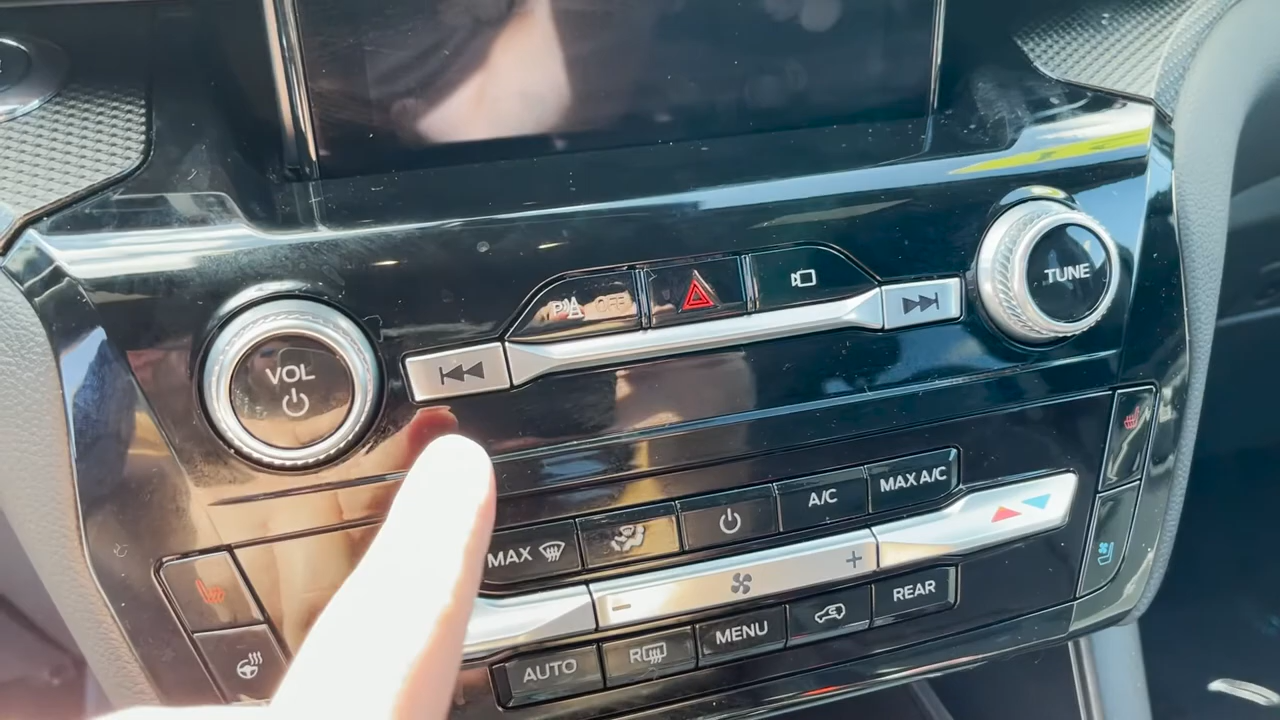 P OFF
TUNE
VOL
A/C
MAX A/C
MAX
REAR
MENU
R
AUTO